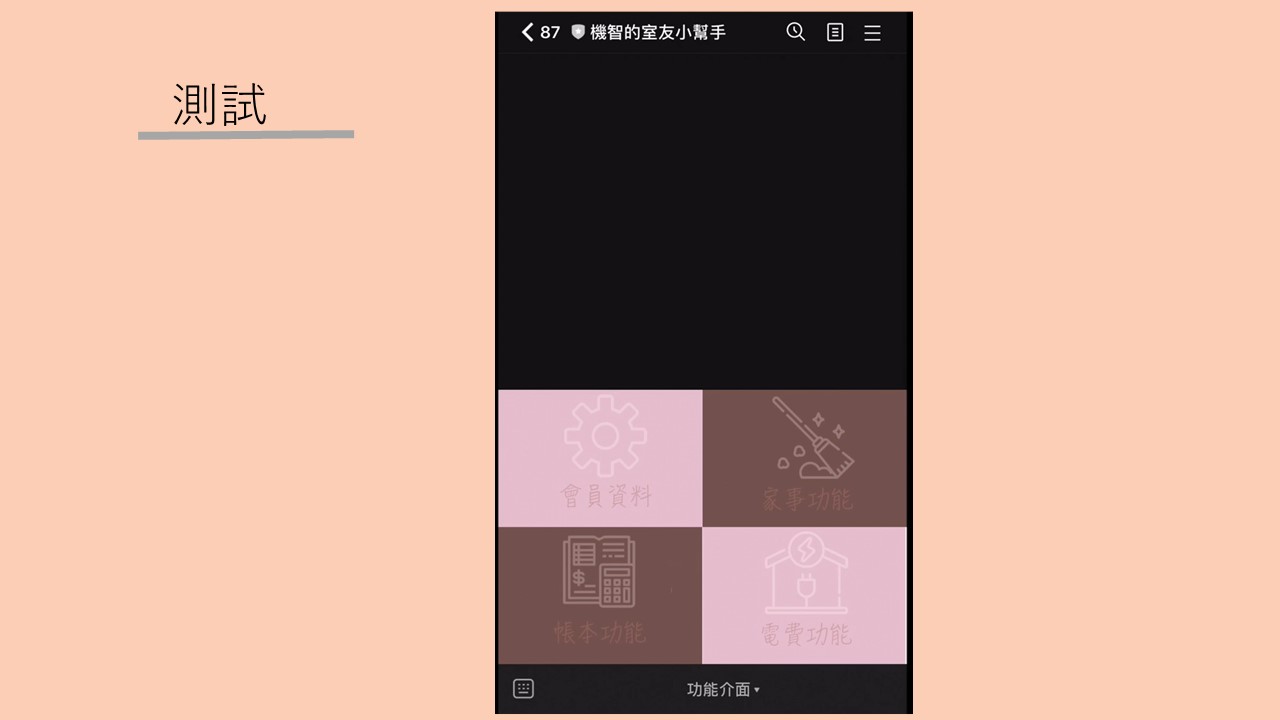 測試
87 機智的室友小幫手
會員資料
家事功能
帳本功能
電費功能
功能介面